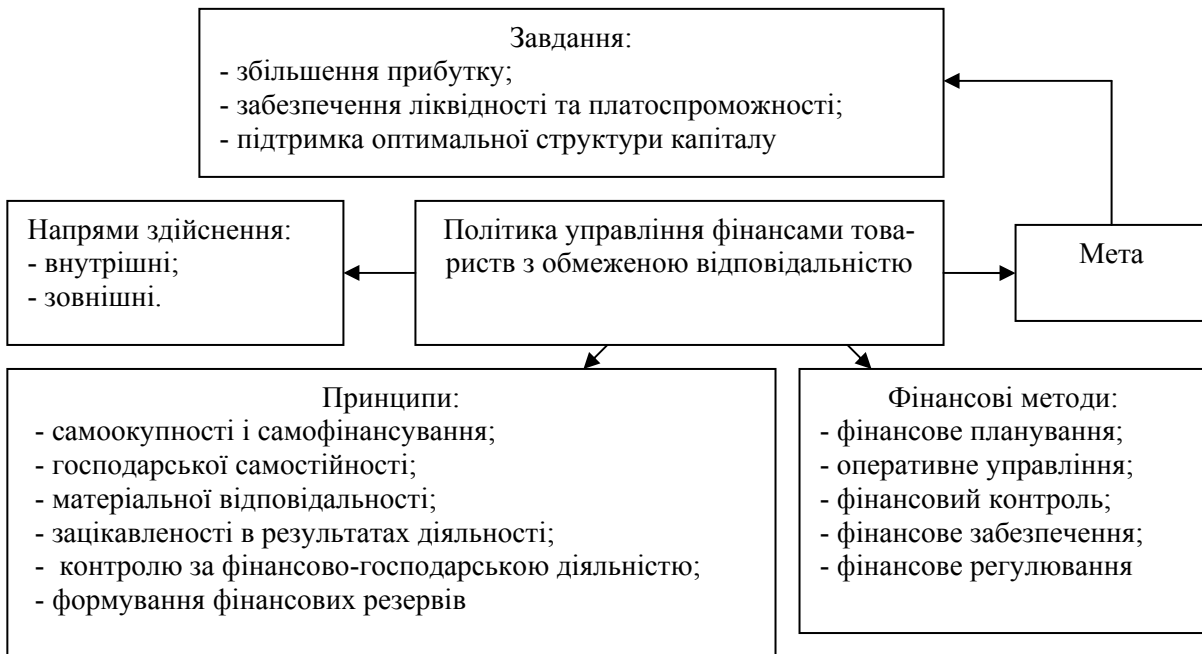 Завдання:
- збільшення прибутку;
- забезпечення ліквідності та платоспроможності;
- підтримка оптимальної структури капіталу
Напрями здійснення:
- внутрішні;
- зовнішні.
Політика управління фінансами това-
риств з обмеженою відповідальністю
Мета
Принципи:
- самоокупності і самофінансування;
- господарської самостійності;
- матеріальної відповідальності;
- зацікавленості в результатах діяльності;
- контролю за фінансово-господарською діяльністю;
- формування фінансових резервів
Фінансові методи:
- фінансове планування;
- оперативне управління;
- фінансовий контроль;
- фінансове забезпечення;
- фінансове регулювання